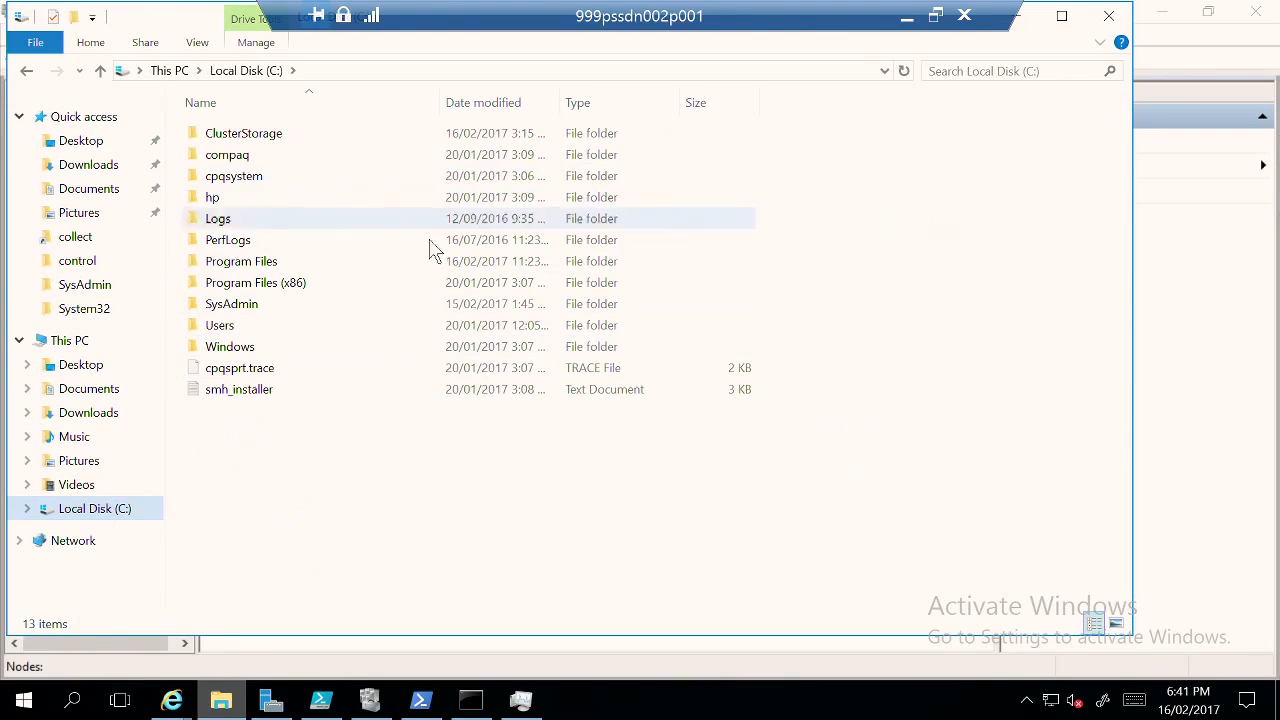 Drive Tools
999pssdn002p001
File Home Share View Manage
This PC Local Disk (C:)
Search Local Disk (C:)
Name Date modified Type Size
Quick access
Desktop
Downloads
Documents
Pictures
collect
control
SysAdmin
System32
This PC
Desktop
Documents
Downloads
Music
Pictures
Videos
Local Disk (C:)
Network
ClusterStorage 16/02/2017 3:15 ... File folder
compaq 20/01/2017 3:09 ... File folder
cpqsystem 20/01/2017 3:06 ... File folder
hp 20/01/2017 3:09 ... File folder
Logs 12/09/2016 9:35 ... File folder
PerfLogs 16/07/2016 11:23... File folder
Program Files 16/02/2017 11:23... File folder
Program Files (x86) 20/01/2017 3:07 ... File folder
SysAdmin 15/02/2017 1:45 ... File folder
Users 20/01/2017 12:05... File folder
Windows 20/01/2017 3:07 ... File folder
cpqsprt.trace 20/01/2017 3:07 ... TRACE File 2 KB
smh_installer 20/01/2017 3:08 ... Text Document 3 KB
13 items
Activate Windows
Go to Settings to activate Windows.
Nodes:
6:41 PM
16/02/2017